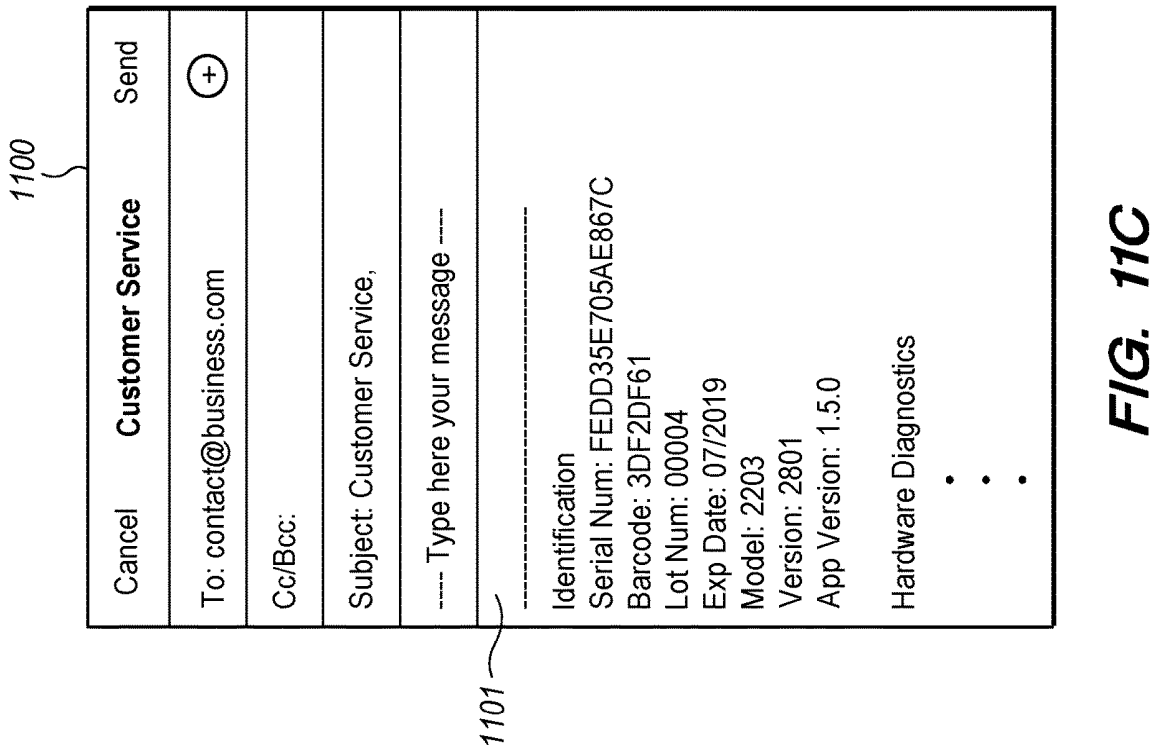 1100
Cancel Customer Service Send
To: contact@business.com +
Cc/Bcc:
Subject: Customer Service,
---- Type here your message ----
1101
--------------------------------------------
Identification
Serial Num: FEDD35E705AE867C
Barcode: 3DF2DF61
Lot Num: 00004
Exp Date: 07/2019
Model: 2203
Version: 2801
App Version: 1.5.0
Hardware Diagnostics
FIG. 11C